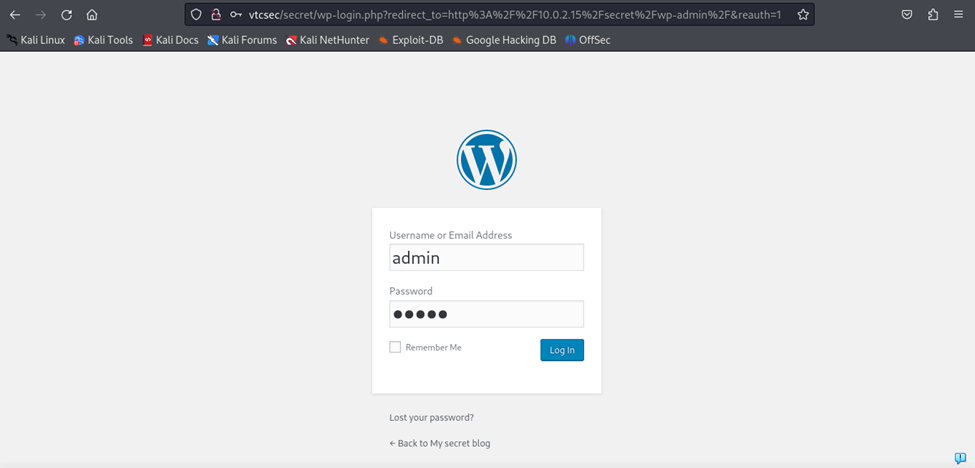 vtcsec/secret/wp-login.php?redirect_to=http%3A%2F%2F10.0.2.15%2Fsecret%2Fwp-admin%2F&reauth=1
Kali Linux Kali Tools Kali Docs Kali Forums Kali NetHunter Exploit-DB Google Hacking DB OffSec
Username or Email Address
admin
Password
Remember Me Log In
Lost your password?
← Back to My secret blog